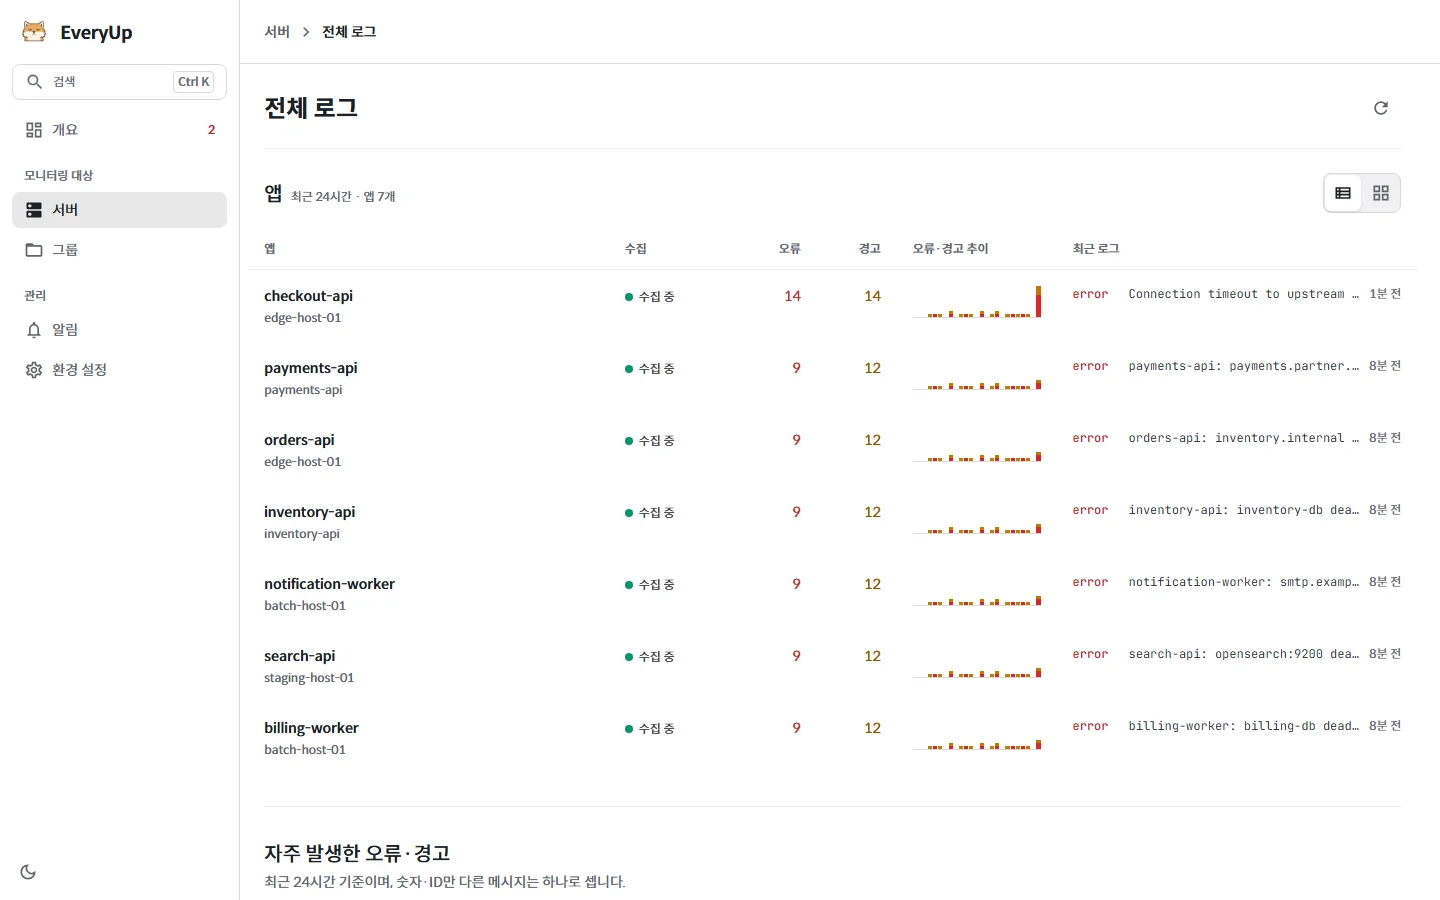 EveryUp
검색
Ctrl K
개요
2
모니터링 대상
서버
그룹
관리
알림
환경 설정
서버 > 전체 로그
전체 로그
앱 최근 24시간 · 앱 7개
앱 수집 오류 경고 오류·경고 추이 최근 로그
checkout-api 수집 중 14 14 error Connection timeout to upstream … 1분 전
edge-host-01
payments-api 수집 중 9 12 error payments-api: payments.partner.… 8분 전
payments-api
orders-api 수집 중 9 12 error orders-api: inventory.internal … 8분 전
edge-host-01
inventory-api 수집 중 9 12 error inventory-api: inventory-db dea… 8분 전
inventory-api
notification-worker 수집 중 9 12 error notification-worker: smtp.examp… 8분 전
batch-host-01
search-api 수집 중 9 12 error search-api: opensearch:9200 dea… 8분 전
staging-host-01
billing-worker 수집 중 9 12 error billing-worker: billing-db dead… 8분 전
batch-host-01
자주 발생한 오류·경고
최근 24시간 기준이며, 숫자·ID만 다른 메시지는 하나로 셉니다.